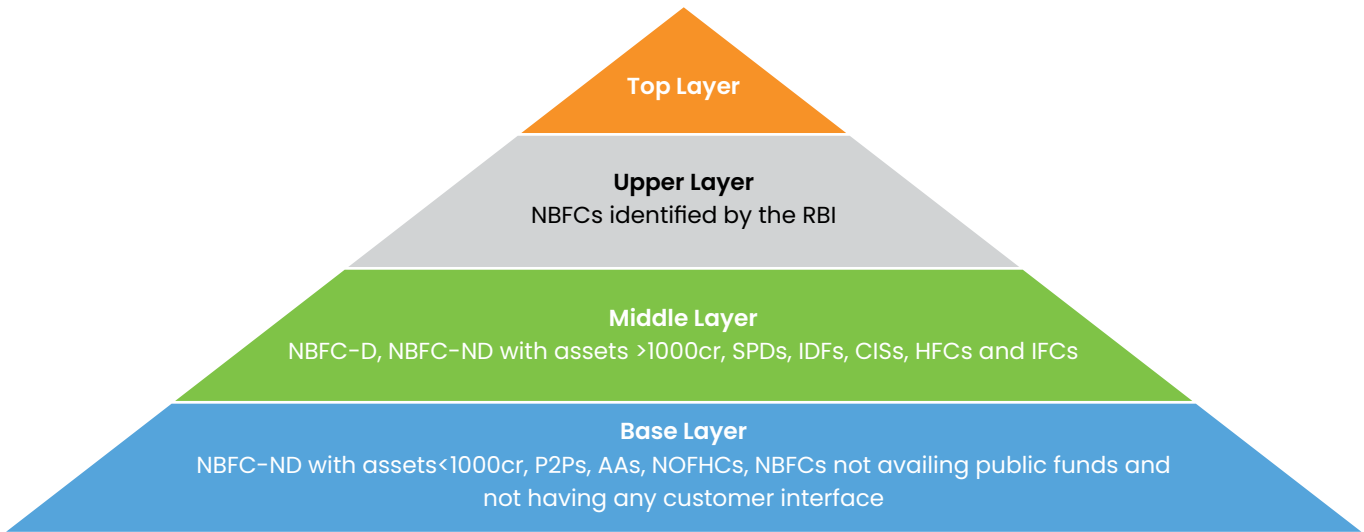 Top Layer
Upper Layer
NBFCs identified by the RBI
Middle Layer
NBFC-D, NBFC-ND with assets >1000cr, SPDs, IDFs, CISs, HFCs and IFCs
Base Layer
NBFC-ND with assets<1000cr, P2Ps, AAs, NOFHCs, NBFCs not availing public funds and
not having any customer interface